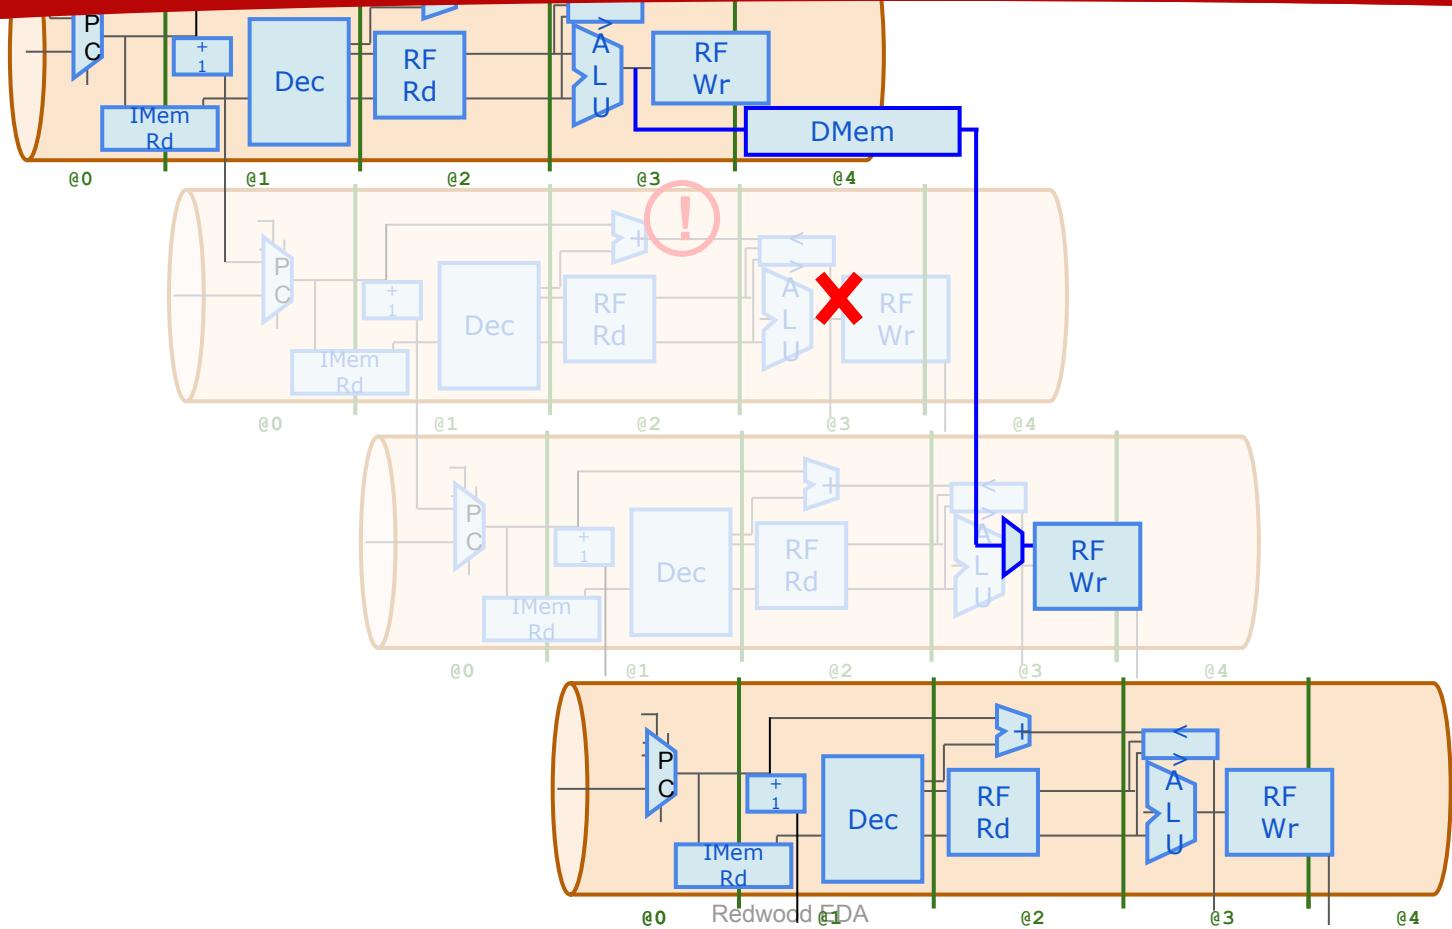 P
C
+
1
IMem
Rd
Dec
RF
Rd
>
A
L
U
RF
Wr
DMem
@0
@1
@2
@3
@4
!
P
C
+
1
IMem
Rd
Dec
RF
Rd
+
<
>
A
L
U
RF
Wr
@0
@1
@2
@3
@4
P
C
+
1
IMem
Rd
Dec
RF
Rd
+
<
>
A
L
U
RF
Wr
@0
@1
@2
@3
@4
P
C
+
1
IMem
Rd
Dec
RF
Rd
+
<
>
A
L
U
RF
Wr
@0
@1
@2
@3
@4
Redwood EDA